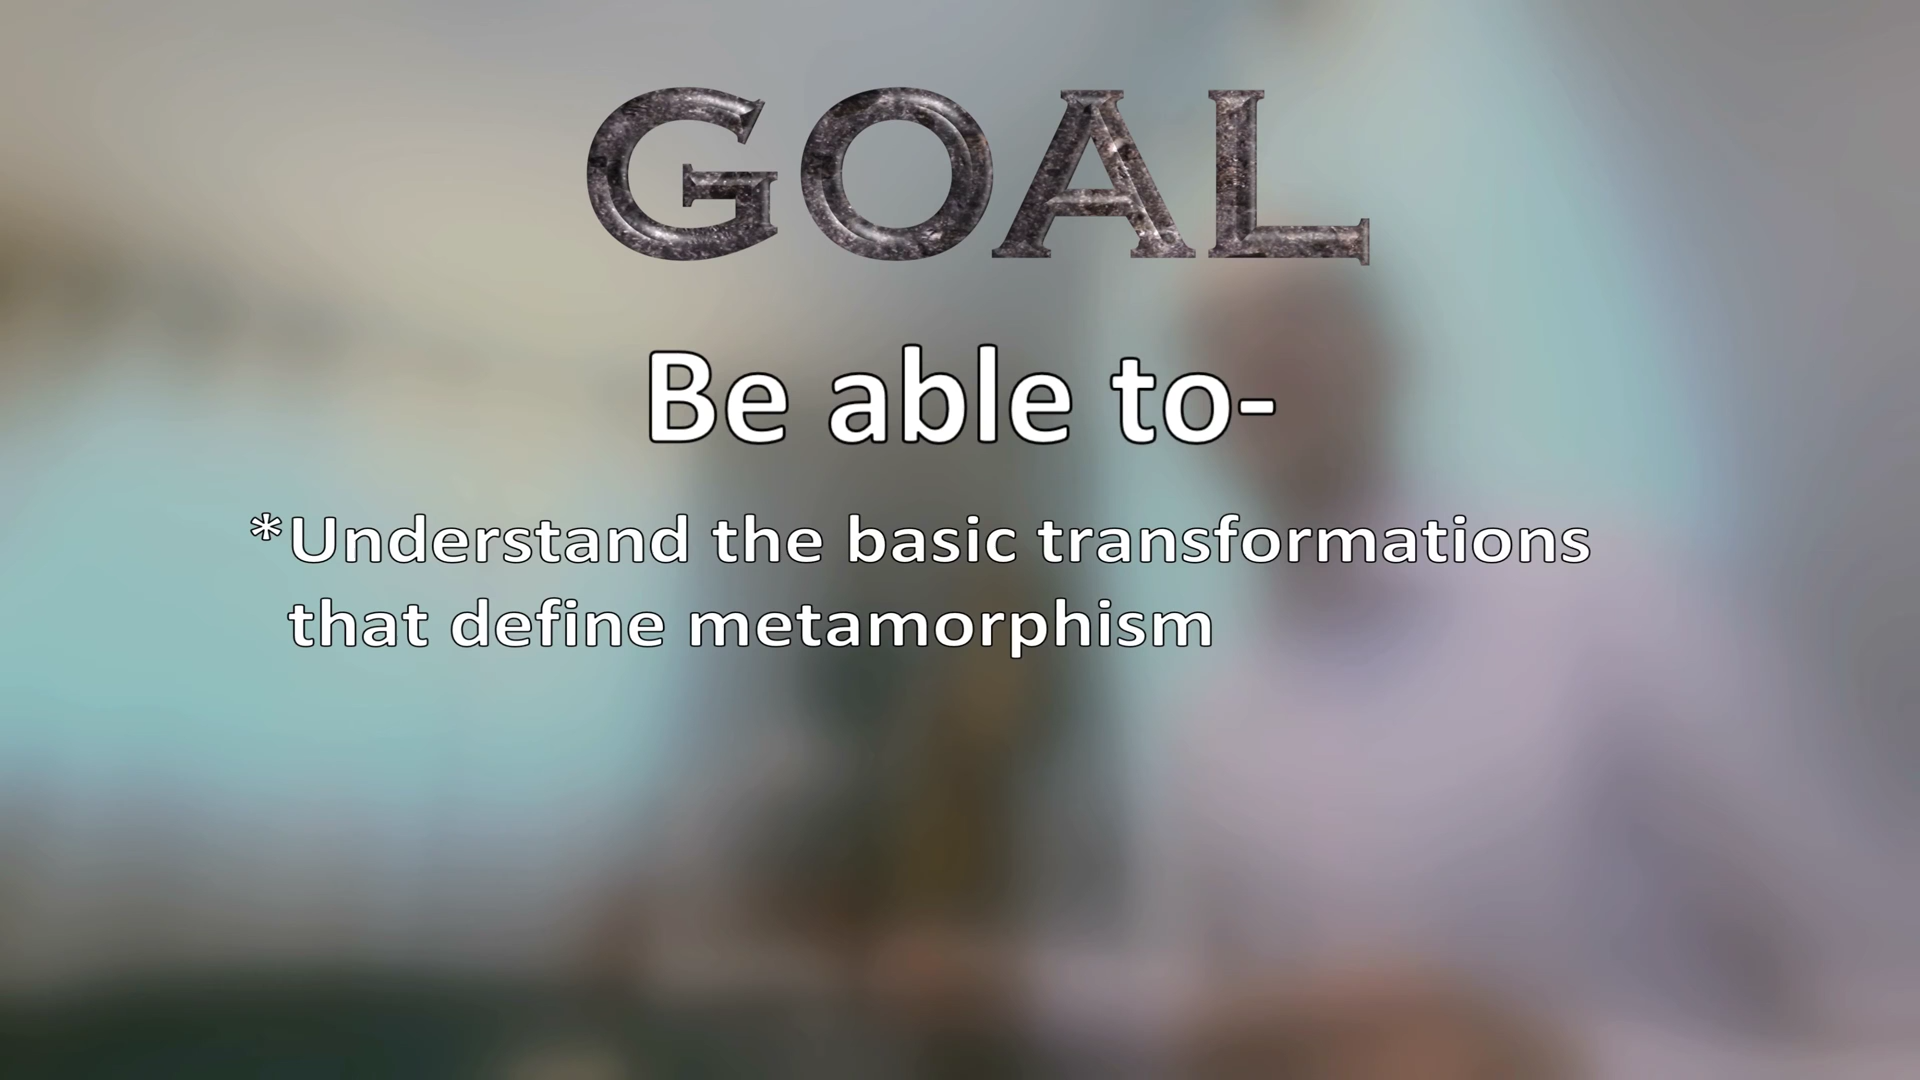 GOAL
Be able to-
*Understand the basic transformations
that define metamorphism